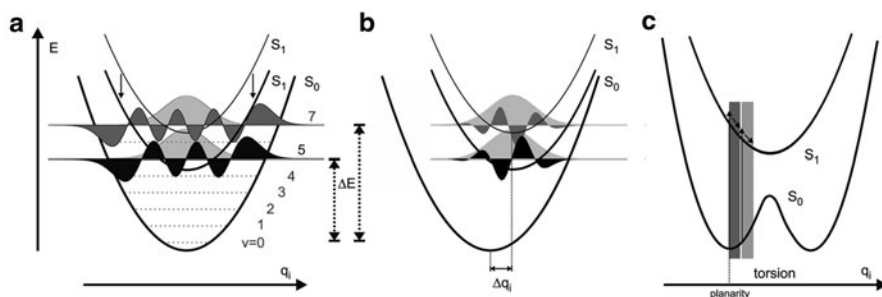 a
E
S₁
S₁
S₀
7
5
4
3
2
1
v=0
ΔE
qᵢ
b
S₁
S₀
Δqᵢ
c
S₁
S₀
torsion
planarity
qᵢ